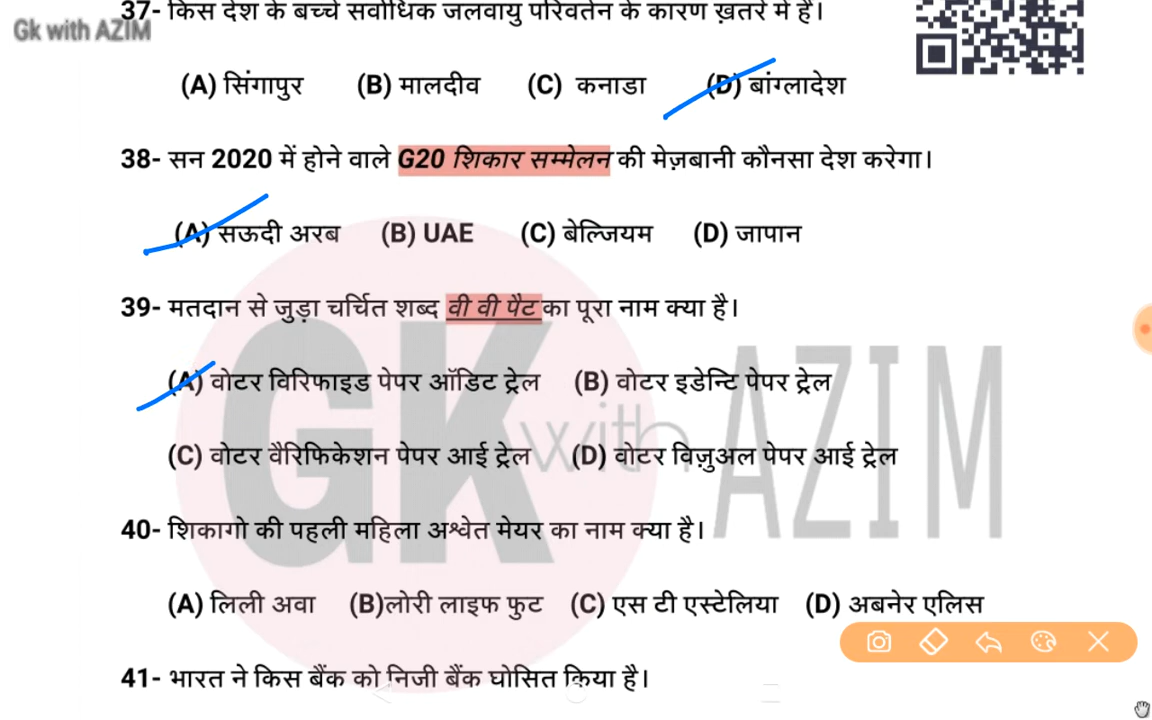 37- किस देश के बच्चे सर्वाधिक जलवायु परिवर्तन के कारण ख़तरे में हैं।
Gk with AZIM
(A) सिंगापुर (B) मालदीव (C) कनाडा (D) बांग्लादेश
38- सन 2020 में होने वाले G20 शिकार सम्मेलन की मेज़बानी कौनसा देश करेगा।
(A) सऊदी अरब (B) UAE (C) बेल्जियम (D) जापान
39- मतदान से जुड़ा चर्चित शब्द वी वी पैट का पूरा नाम क्या है।
(A) वोटर विरिफाइड पेपर ऑडिट ट्रेल (B) वोटर इडेन्टि पेपर ट्रेल
(C) वोटर वैरिफिकेशन पेपर आई ट्रेल (D) वोटर विज़ुअल पेपर आई ट्रेल
GK with AZIM
40- शिकागो की पहली महिला अश्वेत मेयर का नाम क्या है।
(A) लिली अवा (B)लोरी लाइफ फुट (C) एस टी एस्टेलिया (D) अबनेर एलिस
41- भारत ने किस बैंक को निजी बैंक घोसित किया है।